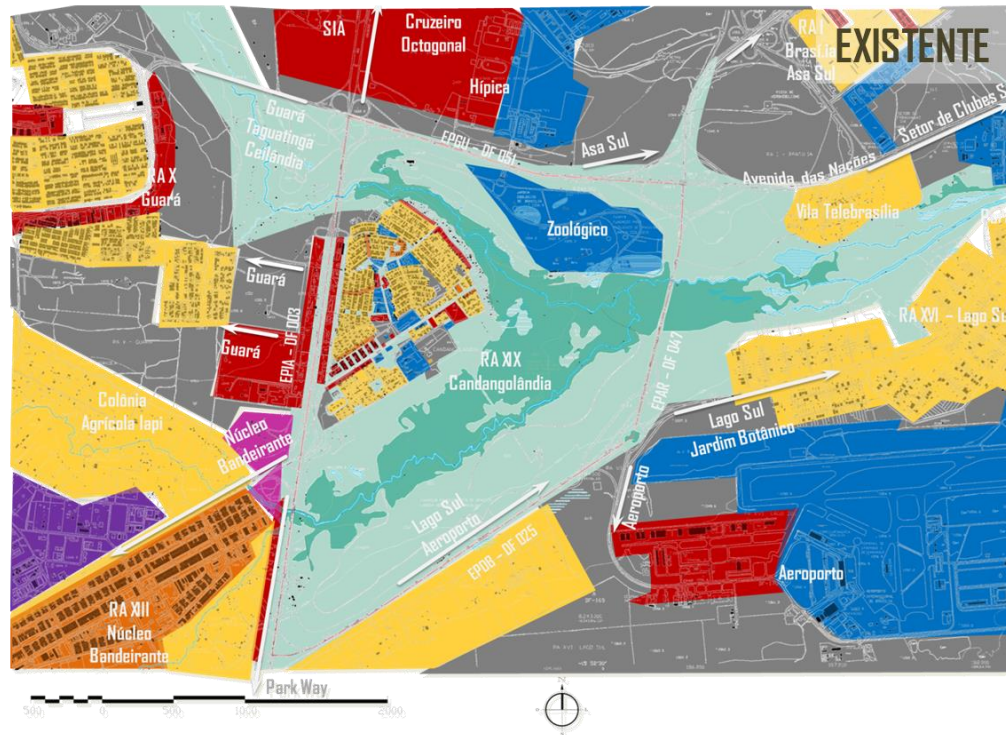 SIA
Cruzeiro
Octogonal
Hípica
RA I
Brasília
Asa Sul
EXISTENTE
Guará
Taguatinga
Ceilândia
EPGU - DF 051
Asa Sul
Setor de Clubes S
Avenida das Nações
RA X
Guará
Vila Telebrasília
Zoológico
Guará
Guará
EPIA - DF 003
RA XIX
Candangolândia
EPAR - DF 047
RA XVI - Lago Su
Colônia
Agrícola Iapi
Núcleo
Bandeirante
Lago Sul
Jardim Botânico
Lago Sul
Aeroporto
Aeroporto
EPDB - DF 025
Aeroporto
RA XII
Núcleo
Bandeirante
Park Way
500 0 500 1000 2000